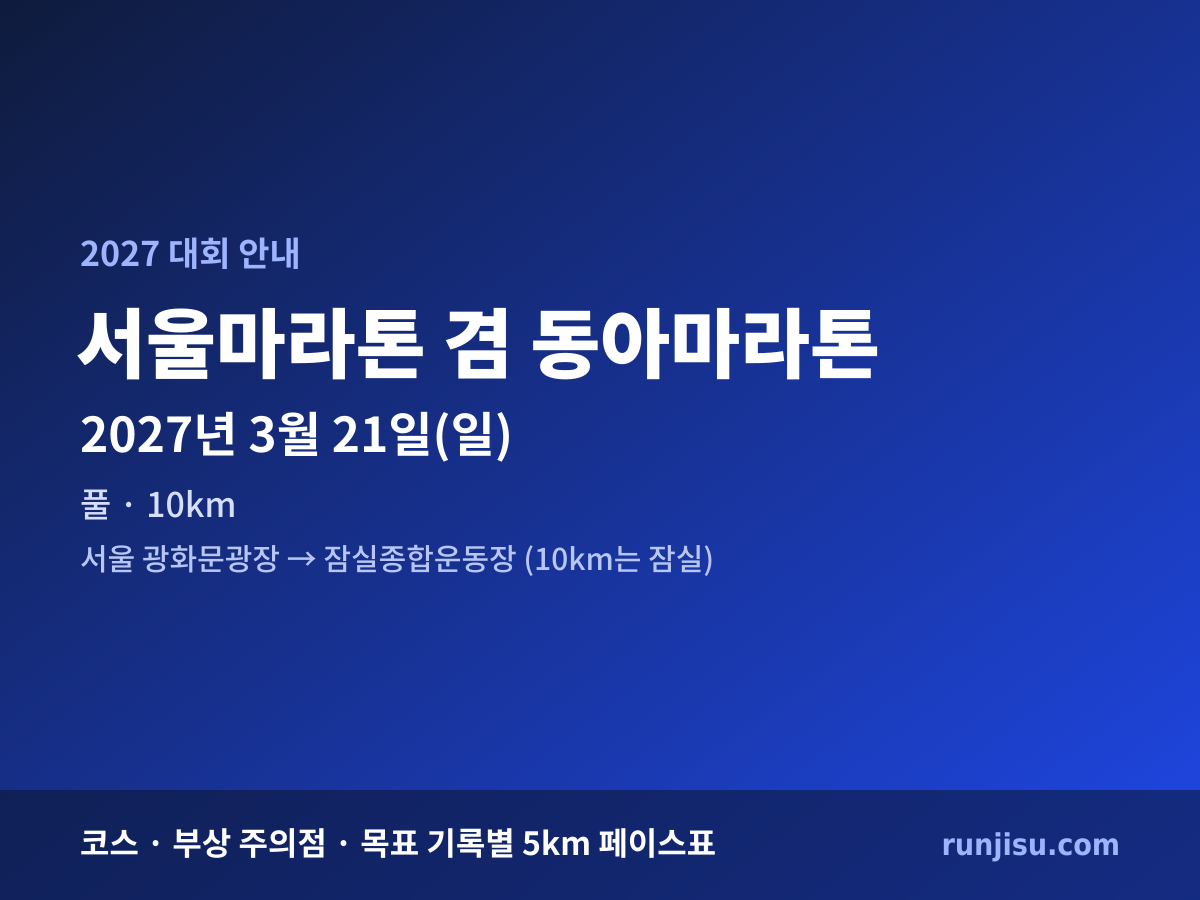 2027 대회 안내
서울마라톤 겸 동아마라톤
2027년 3월 21일(일)
풀 · 10km
서울 광화문광장 → 잠실종합운동장 (10km는 잠실)
코스 · 부상 주의점 · 목표 기록별 5km 페이스표
runjisu.com